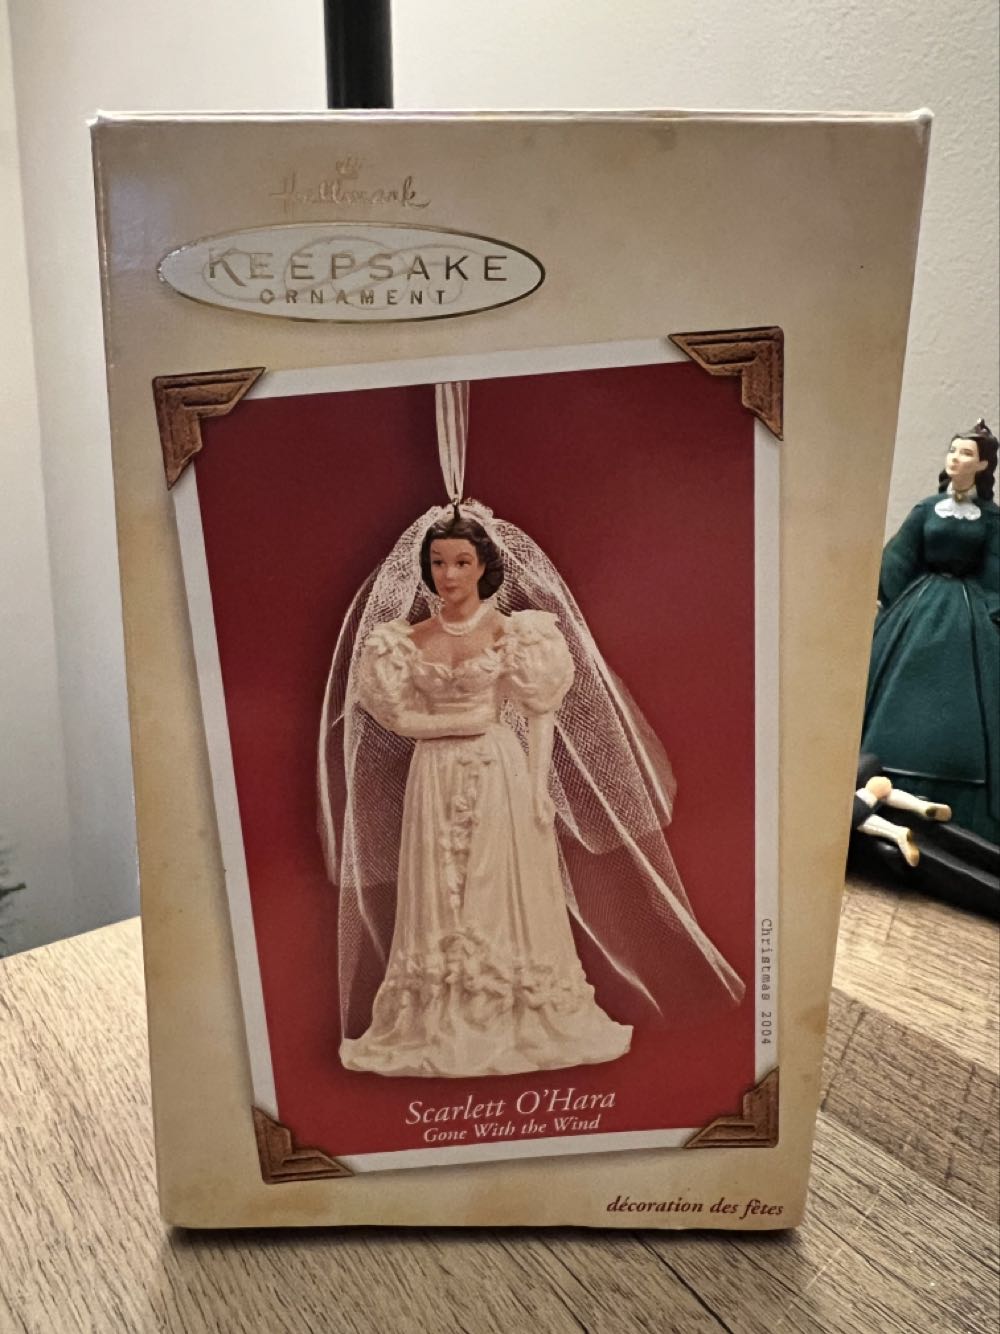 Hallmark
KEEPSAKE
ORNAMENT
Christmas 2004
Scarlett O'Hara
Gone With the Wind
décoration des fêtes